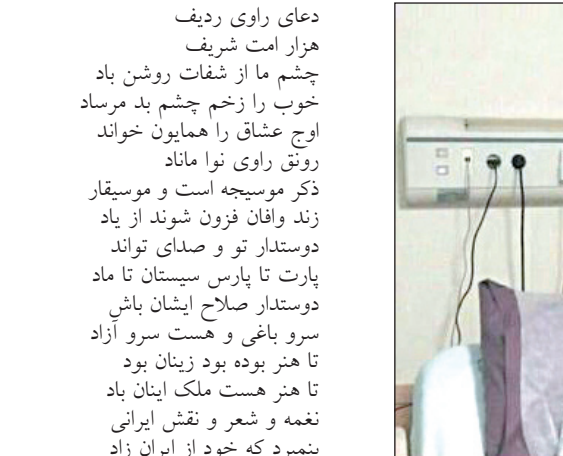 دعای راوی ردیف
هزار امت شریف
چشم ما از شفات روشن باد
خوب را زخم چشم بد مرساد
اوج عشاق را همایون خواند
رونق راوی نوا ماناد
ذکر موسیجه است و موسیقار
زند وافان فزون شوند از یاد
دوستدار تو و صدای تواند
پارت تا پارس سیستان تا ماد
دوستدار صلاح ایشان باش
سرو باغی و هست سرو آزاد
تا هنر بوده بود زینان بود
تا هنر هست ملک اینان باد
نغمه و شعر و نقش ایرانی
بنمیرد که خود از ایران زاد